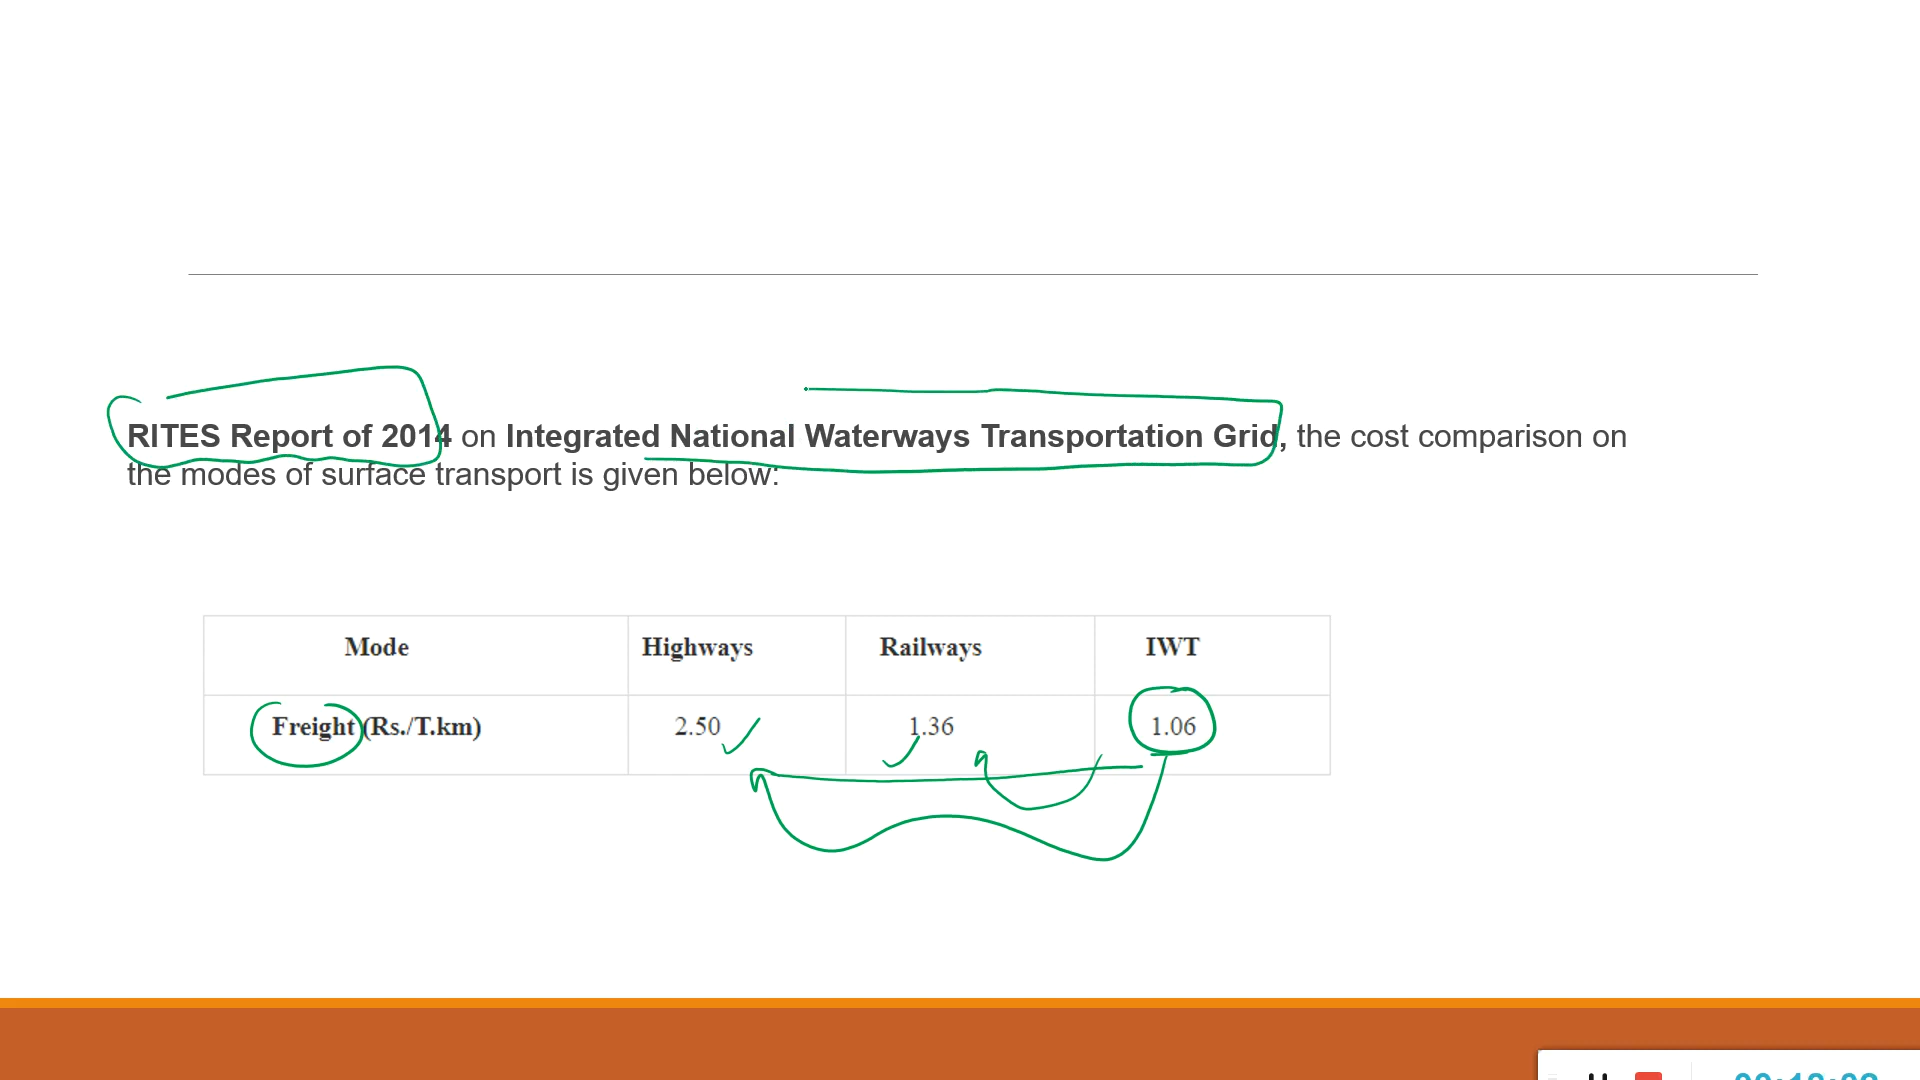 RITES Report of 2014 on Integrated National Waterways Transportation Grid, the cost comparison on
the modes of surface transport is given below:
Mode Highways Railways IWT
Freight (Rs./T.km) 2.50 1.36 1.06